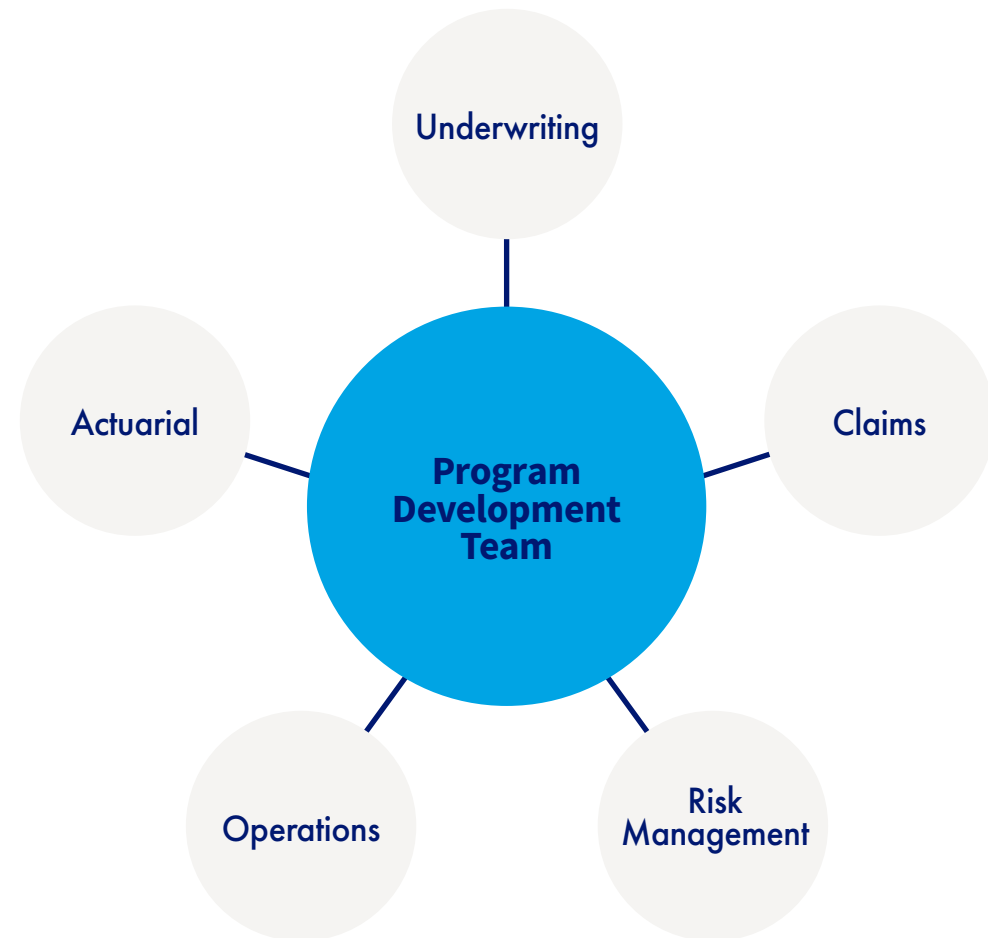 Underwriting
Actuarial
Claims
Program
Development
Team
Operations
Risk
Management